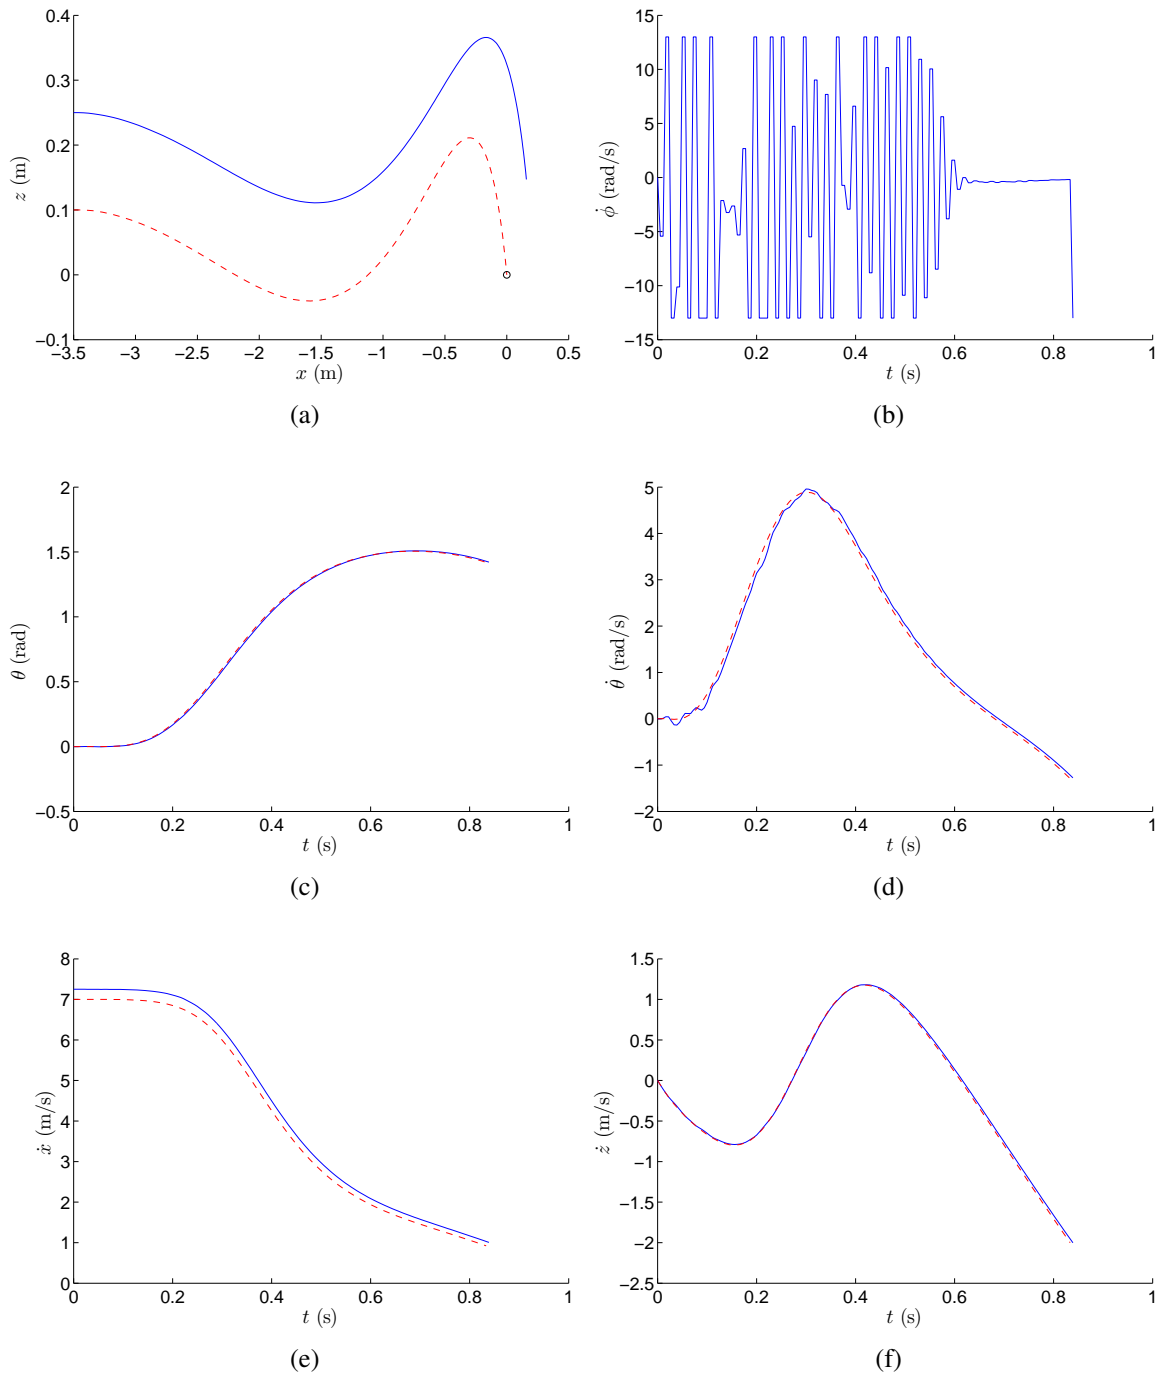 0.4
0.3
0.2
0.1
0
−0.1
z (m)
−3.5 −3 −2.5 −2 −1.5 −1 −0.5 0 0.5
x (m)
(a)
15
10
5
0
−5
−10
−15
ϕ̇ (rad/s)
0 0.2 0.4 0.6 0.8 1
t (s)
(b)
2
1.5
1
0.5
0
−0.5
θ (rad)
0 0.2 0.4 0.6 0.8 1
t (s)
(c)
5
4
3
2
1
0
−1
−2
θ̇ (rad/s)
0 0.2 0.4 0.6 0.8 1
t (s)
(d)
8
7
6
5
4
3
2
1
0
ẋ (m/s)
0 0.2 0.4 0.6 0.8 1
t (s)
(e)
1.5
1
0.5
0
−0.5
−1
−1.5
−2
−2.5
ż (m/s)
0 0.2 0.4 0.6 0.8 1
t (s)
(f)